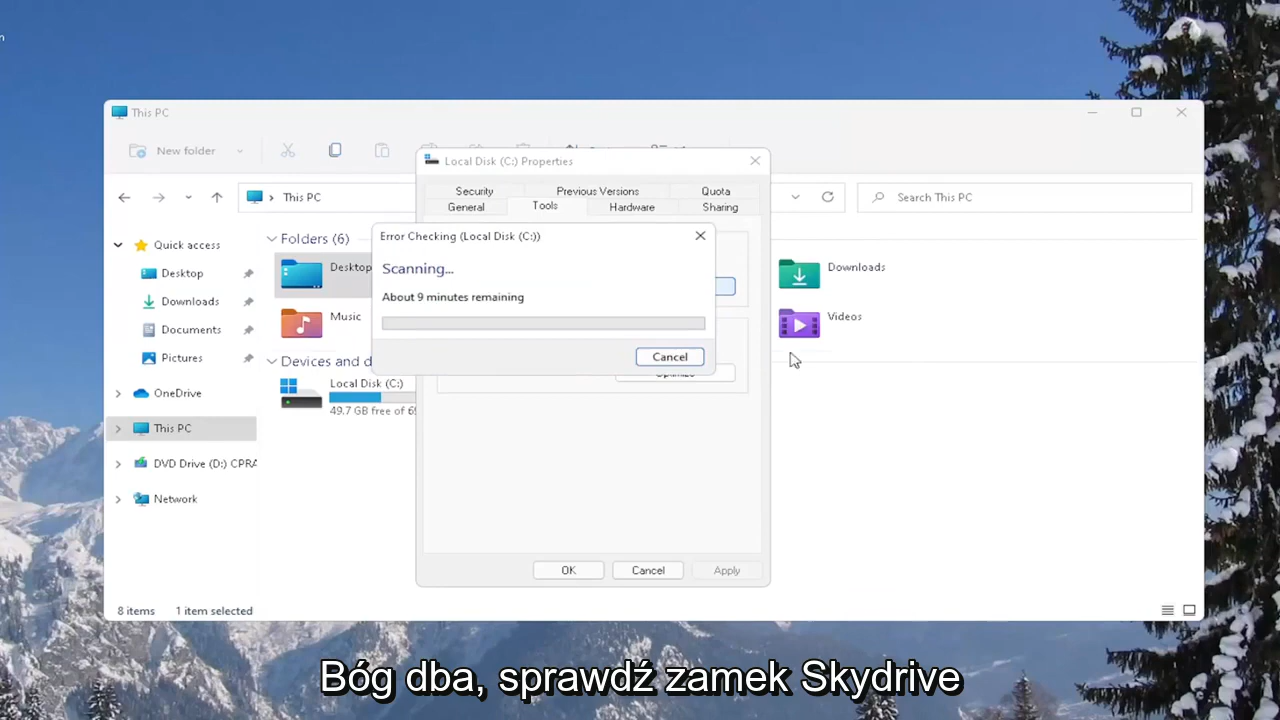 n
This PC
New folder
Local Disk (C:) Properties
Security Previous Versions Quota
General Tools Hardware Sharing
This PC
Search This PC
Error Checking (Local Disk (C:))
Scanning...
About 9 minutes remaining
Cancel
Quick access
Desktop
Downloads
Documents
Pictures
OneDrive
This PC
DVD Drive (D:) CPRA
Network
Folders (6)
Desktop
Downloads
Music
Videos
Devices and d
Local Disk (C:)
49.7 GB free of
Optimize
OK Cancel Apply
8 items 1 item selected
Bóg dba, sprawdź zamek Skydrive